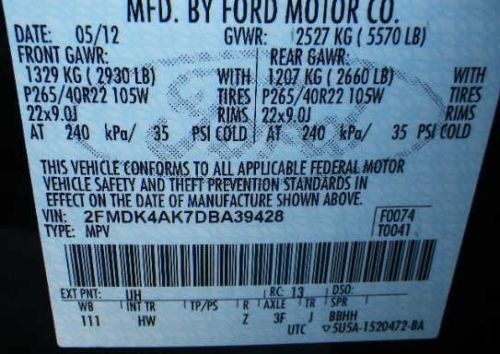 MFD. BY FORD MOTOR CO.
DATE: 05/12 GVWR: 2527 KG ( 5570 LB)
FRONT GAWR: REAR GAWR:
1329 KG ( 2930 LB) WITH 1207 KG ( 2660 LB) WITH
P265/40R22 105W TIRES P265/40R22 105W TIRES
22x9.0J RIMS 22x9.0J RIMS
AT 240 kPa/ 35 PSI COLD AT 240 kPa/ 35 PSI COLD
THIS VEHICLE CONFORMS TO ALL APPLICABLE FEDERAL MOTOR
VEHICLE SAFETY AND THEFT PREVENTION STANDARDS IN
EFFECT ON THE DATE OF MANUFACTURE SHOWN ABOVE.
VIN: 2FMDK4AK7DBA39428 F0074
TYPE: MPV T0041
EXT PNT: UH RC: 13 DSO:
WB INT TR TP/PS R AXLE TR SPR
111 HW Z 3F J BBHH
UTC 5U5A-1520472-BA